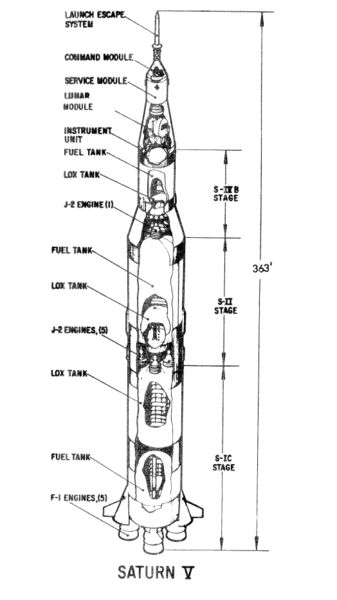 LAUNCH ESCAPE
SYSTEM
COMMAND MODULE
SERVICE MODULE
LUNAR
MODULE
INSTRUMENT
UNIT
FUEL TANK
LOX TANK
S-IVB
STAGE
J-2 ENGINE (1)
FUEL TANK
363'
LOX TANK
S-II
STAGE
J-2 ENGINES, (5)
LOX TANK
FUEL TANK
S-IC
STAGE
F-1 ENGINES, (5)
SATURN V